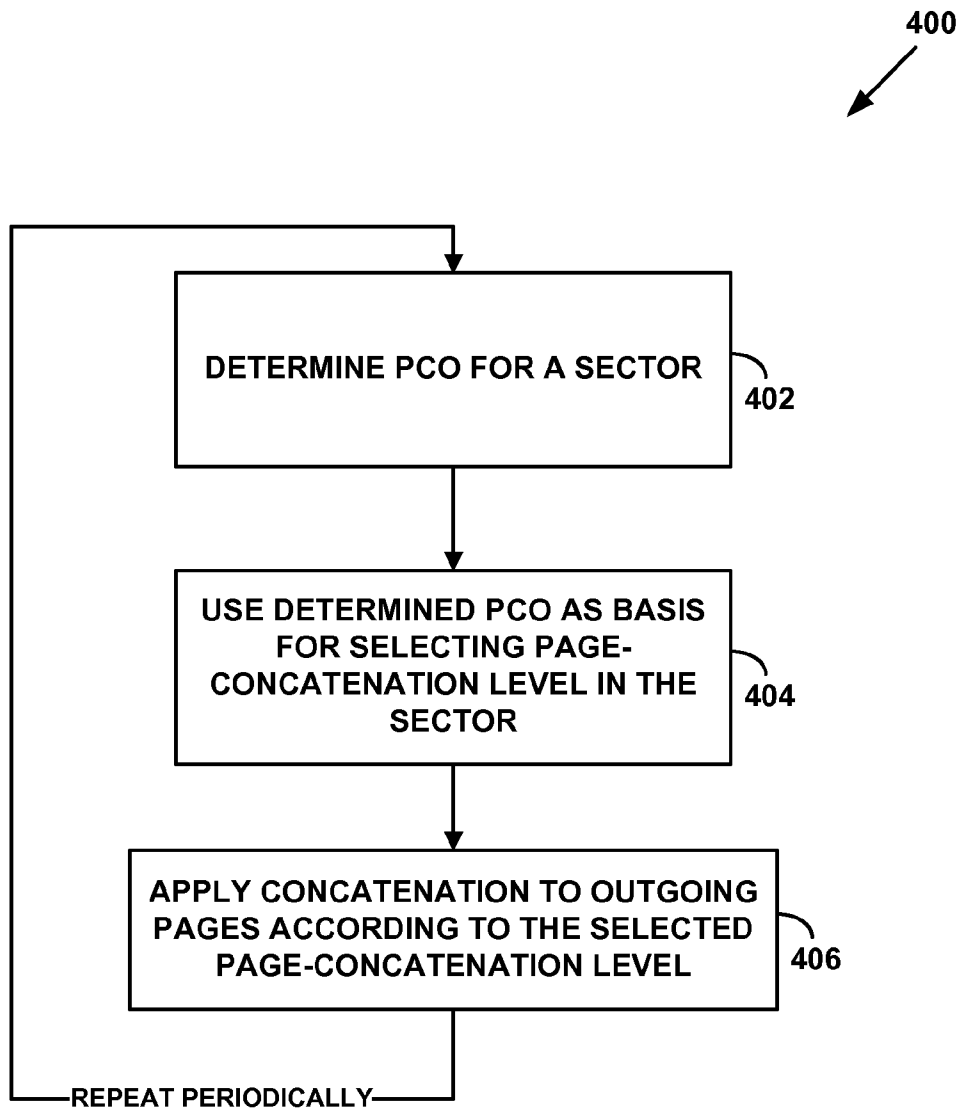 400
DETERMINE PCO FOR A SECTOR
402
USE DETERMINED PCO AS BASIS
FOR SELECTING PAGE-
CONCATENATION LEVEL IN THE
SECTOR
404
APPLY CONCATENATION TO OUTGOING
PAGES ACCORDING TO THE SELECTED
PAGE-CONCATENATION LEVEL
406
REPEAT PERIODICALLY